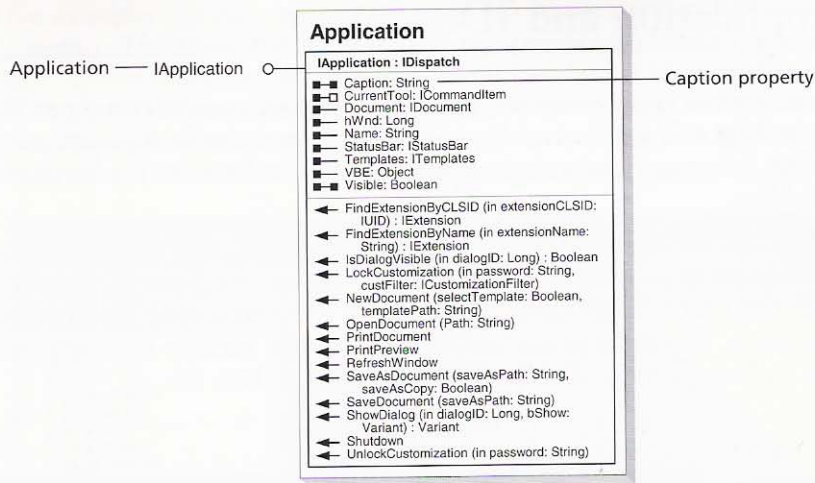 Application
IApplication : IDispatch
Application
IApplication
Caption: String
Caption property
CurrentTool: ICommandItem
Document: IDocument
hWnd: Long
Name: String
StatusBar: IStatusBar
Templates: ITemplates
VBE: Object
Visible: Boolean
FindExtensionByCLSID (in extensionCLSID:
IUID) : IExtension
FindExtensionByName (in extensionName:
String) : IExtension
IsDialogVisible (in dialogID: Long) : Boolean
LockCustomization (in password: String,
custFilter: ICustomizationFilter)
NewDocument (selectTemplate: Boolean,
templatePath: String)
OpenDocument (Path: String)
PrintDocument
PrintPreview
RefreshWindow
SaveAsDocument (saveAsPath: String,
saveAsCopy: Boolean)
SaveDocument (saveAsPath: String)
ShowDialog (in dialogID: Long, bShow:
Variant) : Variant
Shutdown
UnlockCustomization (in password: String)